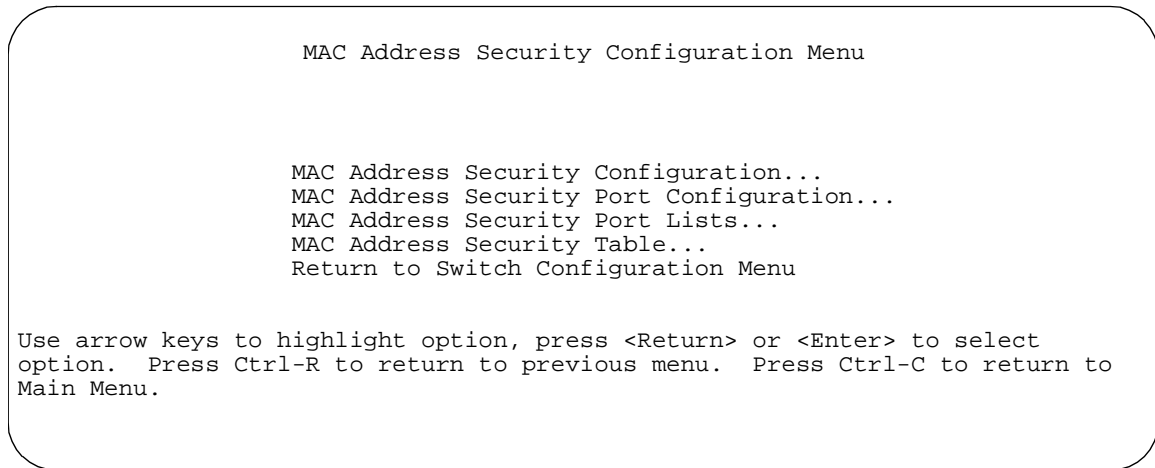 MAC Address Security Configuration Menu
MAC Address Security Configuration...
MAC Address Security Port Configuration...
MAC Address Security Port Lists...
MAC Address Security Table...
Return to Switch Configuration Menu
Use arrow keys to highlight option, press <Return> or <Enter> to select
option.  Press Ctrl-R to return to previous menu.  Press Ctrl-C to return to
Main Menu.